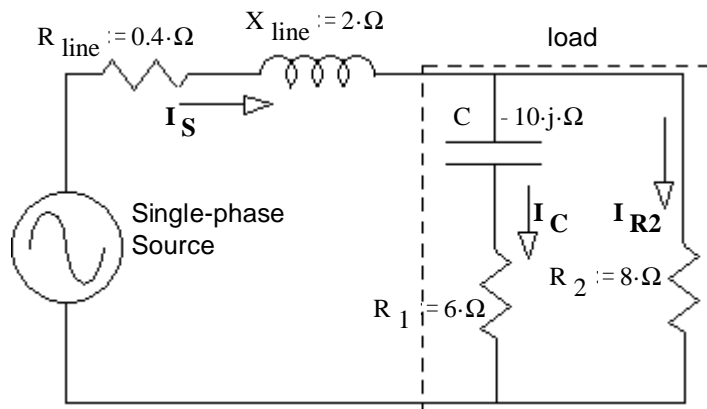 R line := 0.4·Ω
X line := 2·Ω
load
I S
C - 10·j·Ω
Single-phase
Source
I C
I R2
R 1 := 6·Ω
R 2 := 8·Ω